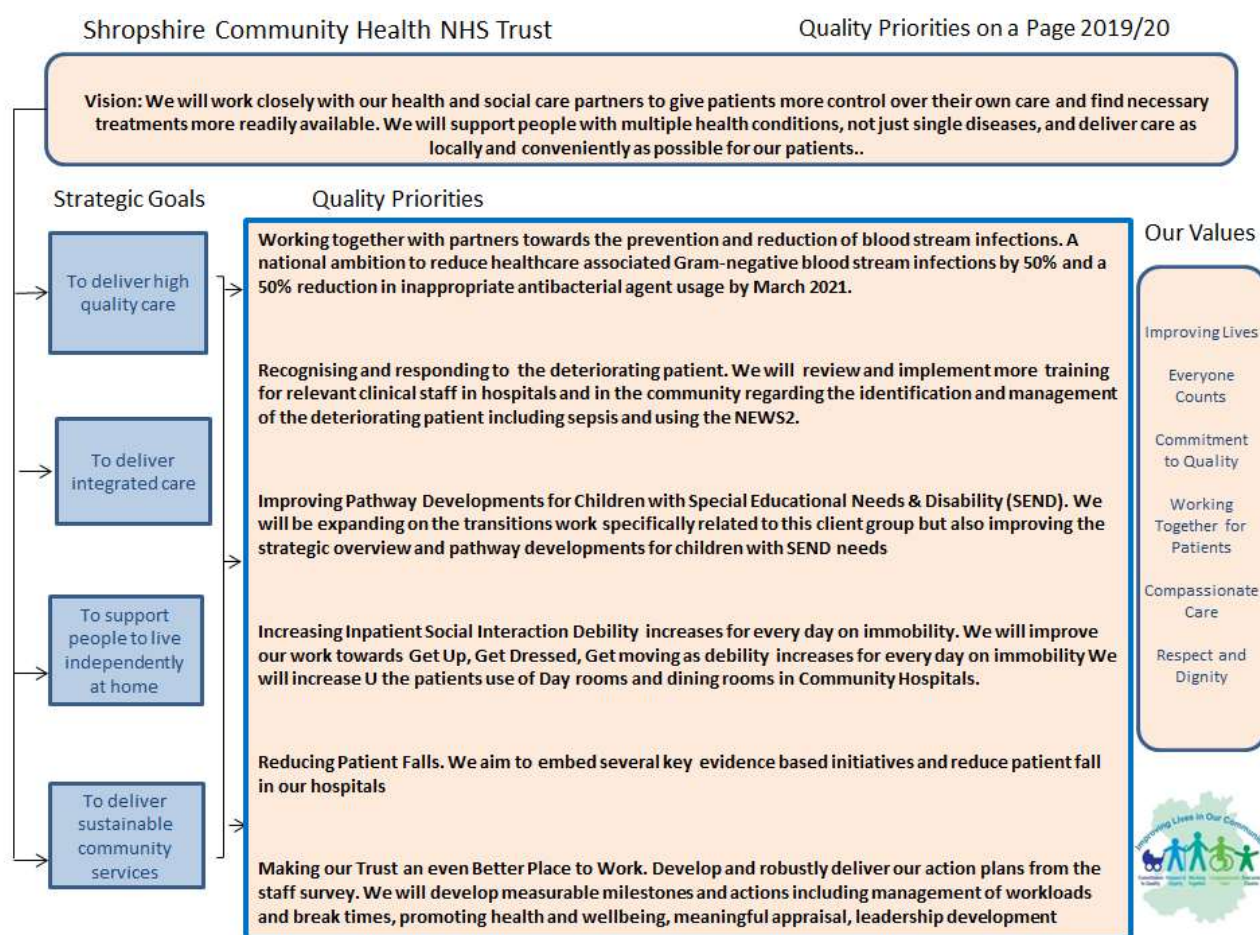 Shropshire Community Health NHS Trust
Quality Priorities on a Page 2019/20
Vision: We will work closely with our health and social care partners to give patients more control over their own care and find necessary
treatments more readily available. We will support people with multiple health conditions, not just single diseases, and deliver care as
locally and conveniently as possible for our patients..
Strategic Goals
To deliver high
quality care
To deliver
integrated care
To support
people to live
independently
at home
To deliver
sustainable
community
services
Quality Priorities
Working together with partners towards the prevention and reduction of blood stream infections. A
national ambition to reduce healthcare associated Gram-negative blood stream infections by 50% and a
50% reduction in inappropriate antibacterial agent usage by March 2021.
Recognising and responding to the deteriorating patient. We will review and implement more training
for relevant clinical staff in hospitals and in the community regarding the identification and management
of the deteriorating patient including sepsis and using the NEWS2.
Improving Pathway Developments for Children with Special Educational Needs & Disability (SEND). We
will be expanding on the transitions work specifically related to this client group but also improving the
strategic overview and pathway developments for children with SEND needs
Increasing Inpatient Social Interaction Debility increases for every day on immobility. We will improve
our work towards Get Up, Get Dressed, Get moving as debility increases for every day on immobility We
will increase U the patients use of Day rooms and dining rooms in Community Hospitals.
Reducing Patient Falls. We aim to embed several key evidence based initiatives and reduce patient fall
in our hospitals
Making our Trust an even Better Place to Work. Develop and robustly deliver our action plans from the
staff survey. We will develop measurable milestones and actions including management of workloads
and break times, promoting health and wellbeing, meaningful appraisal, leadership development
Our Values
Improving Lives
Everyone
Counts
Commitment
to Quality
Working
Together for
Patients
Compassionate
Care
Respect and
Dignity
Improving Lives in Our